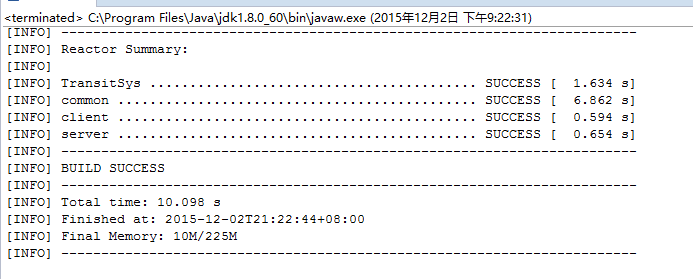 <terminated> C:\Program Files\Java\jdk1.8.0_60\bin\javaw.exe (2015年12月2日 下午9:22:31)
[INFO] ------------------------------------------------------------------------
[INFO] Reactor Summary:
[INFO]
[INFO] TransitSys ......................................... SUCCESS [  1.634 s]
[INFO] common ............................................. SUCCESS [  6.862 s]
[INFO] client ............................................. SUCCESS [  0.594 s]
[INFO] server ............................................. SUCCESS [  0.654 s]
[INFO] ------------------------------------------------------------------------
[INFO] BUILD SUCCESS
[INFO] ------------------------------------------------------------------------
[INFO] Total time: 10.098 s
[INFO] Finished at: 2015-12-02T21:22:44+08:00
[INFO] Final Memory: 10M/225M
[INFO] ------------------------------------------------------------------------